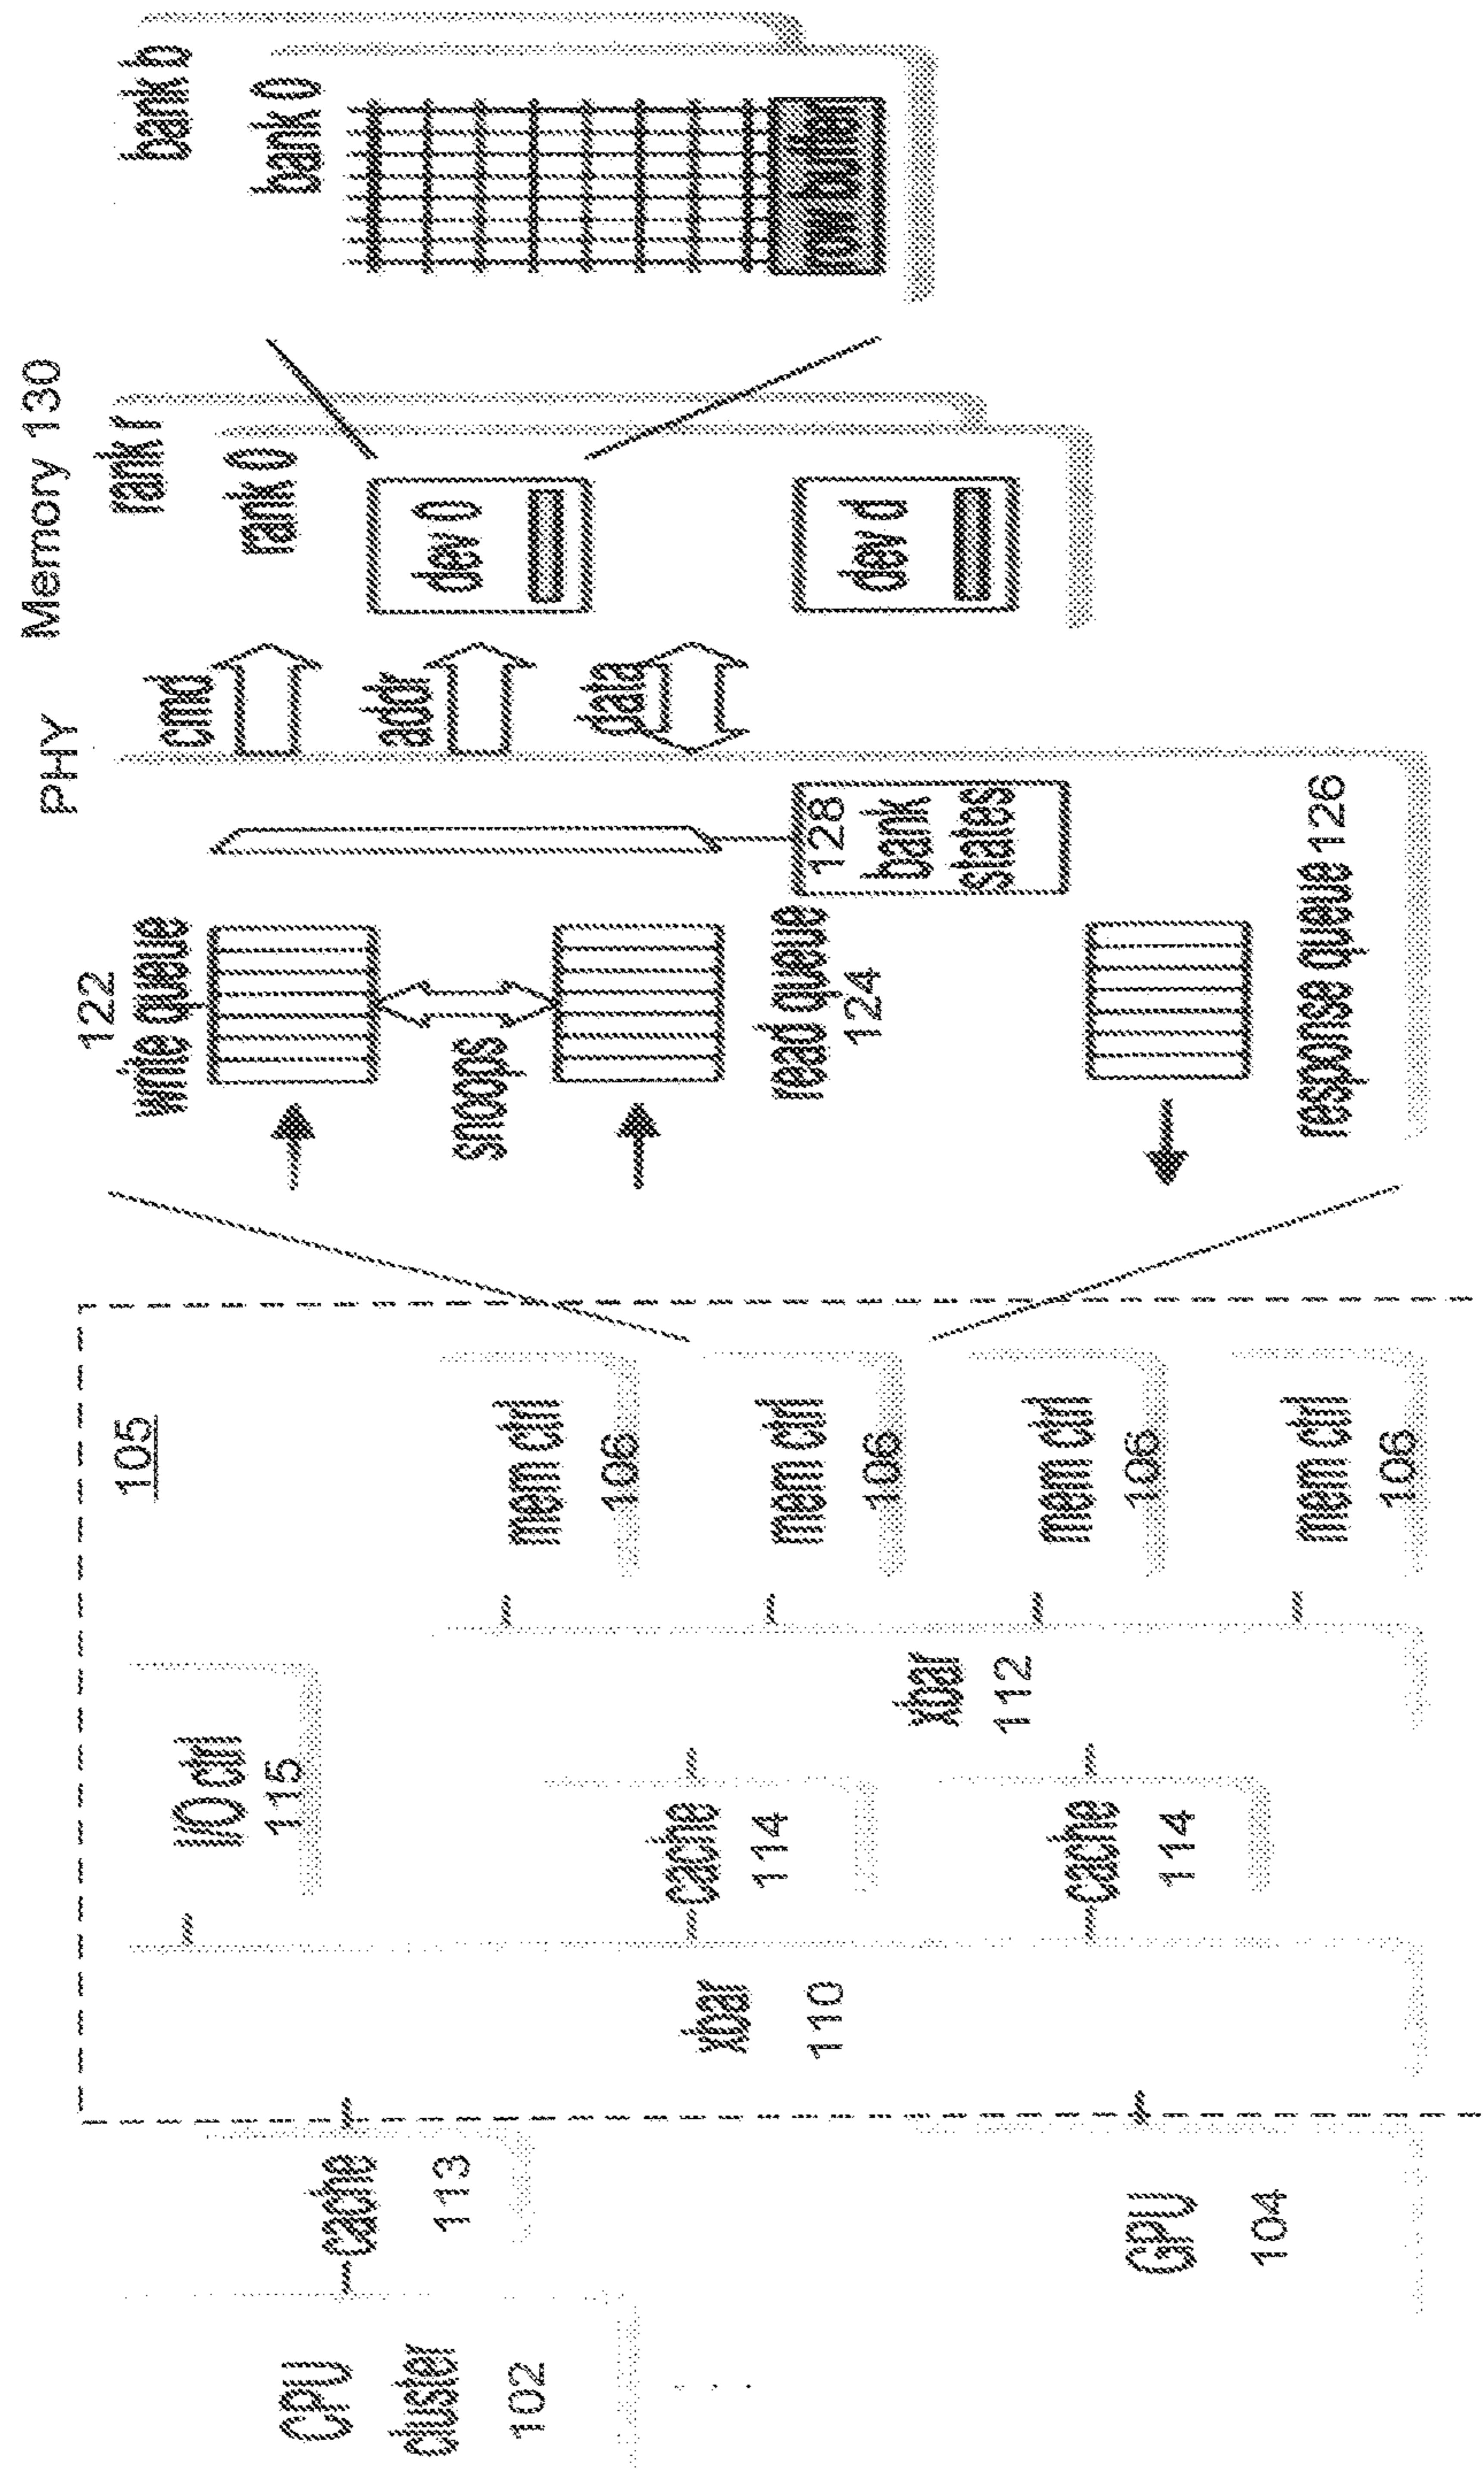 CPU
cluster
102
cache
113
GPU
104
105
xbar
110
I/O ctrl
115
cache
114
cache
114
xbar
112
mem ctrl
106
mem ctrl
106
mem ctrl
106
mem ctrl
106
122
write queue
snoops
read queue
124
128
bank
states
response queue 126
PHY
cmd
addr
data
Memory 130
rank r
rank 0
dev 0
dev d
bank b
bank 0
row buffer